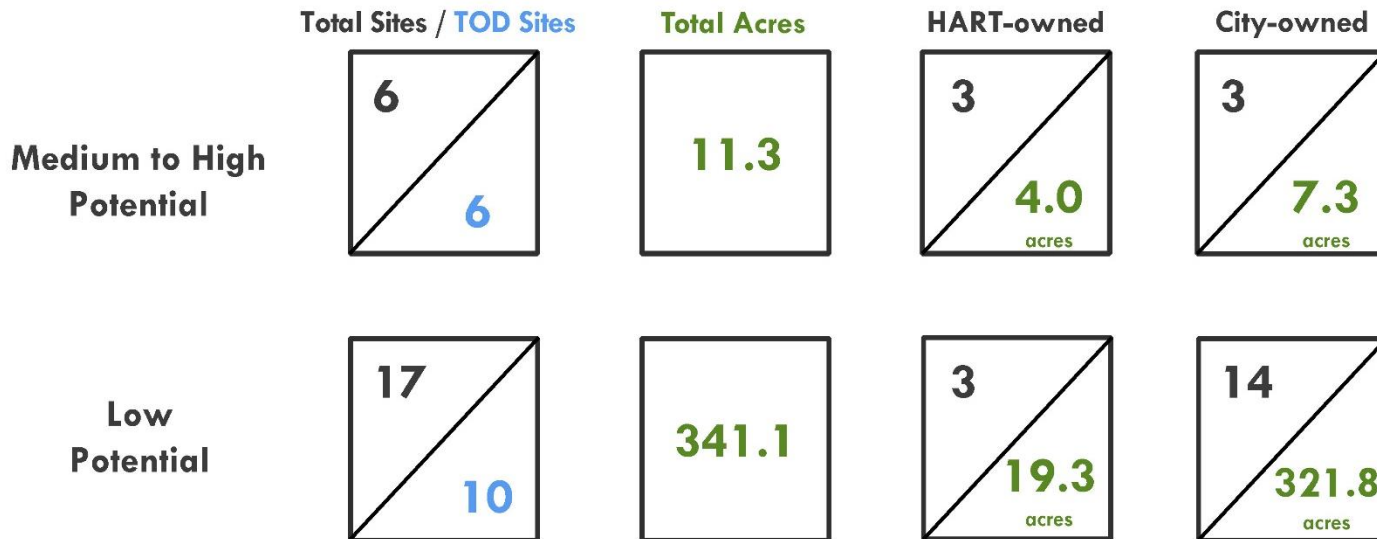 Total Sites / TOD Sites
Total Acres
HART-owned
City-owned
Medium to High
Potential
6
6
11.3
3
4.0
acres
3
7.3
acres
Low
Potential
17
10
341.1
3
19.3
acres
14
321.8
acres